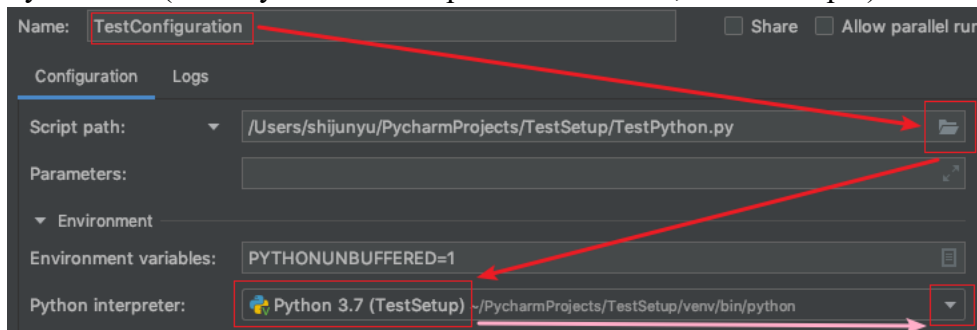 Name: TestConfiguration Share Allow parallel run
Configuration Logs
Script path: /Users/shijunyu/PycharmProjects/TestSetup/TestPython.py
Parameters:
Environment
Environment variables: PYTHONUNBUFFERED=1
Python interpreter: Python 3.7 (TestSetup) ~/PycharmProjects/TestSetup/venv/bin/python